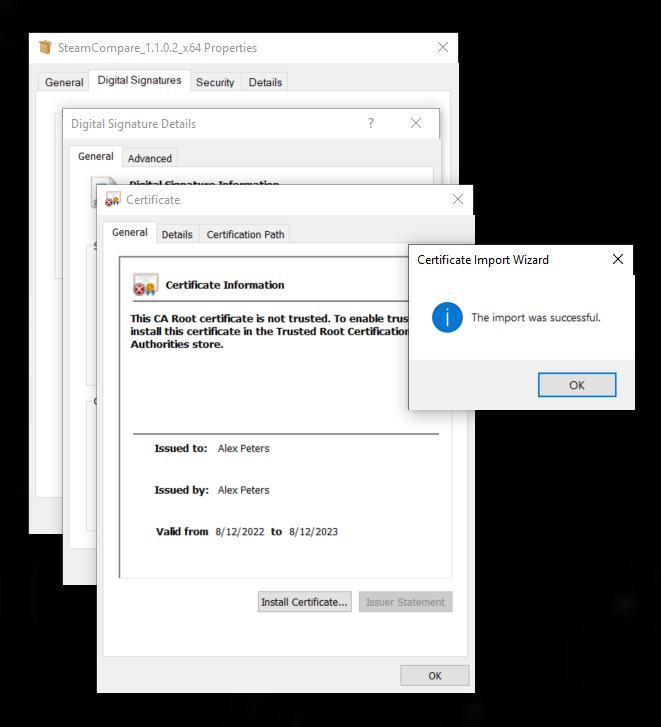 SteamCompare_1.1.0.2_x64 Properties
General Digital Signatures Security Details
Digital Signature Details ?
General Advanced
Digital Signature Information
Certificate
General Details Certification Path
Certificate Import Wizard
Certificate Information
The import was successful.
This CA Root certificate is not trusted. To enable trus
install this certificate in the Trusted Root Certification
Authorities store.
OK
Issued to: Alex Peters
Issued by: Alex Peters
Valid from 8/12/2022 to 8/12/2023
Install Certificate... Issuer Statement
OK